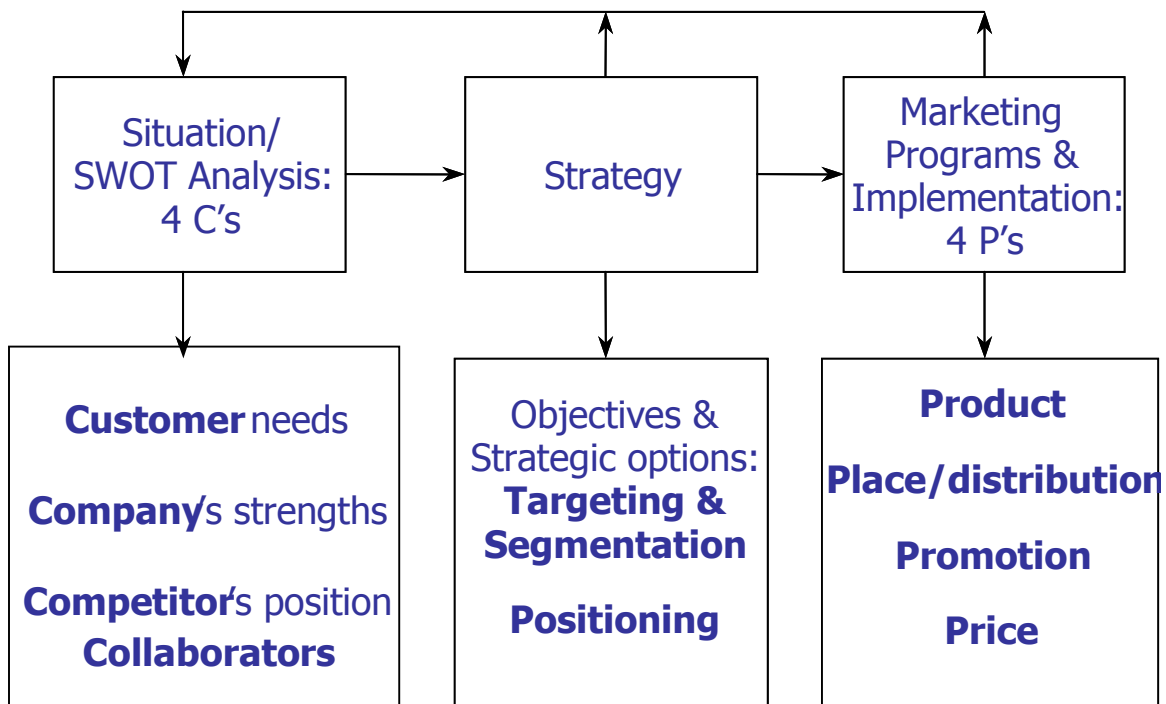 Situation/
SWOT Analysis:
4 C’s
Strategy
Marketing
Programs &
Implementation:
4 P’s
Customer needs
Company’s strengths
Competitor’s position
Collaborators
Objectives &
Strategic options:
Targeting &
Segmentation
Positioning
Product
Place/distribution
Promotion
Price